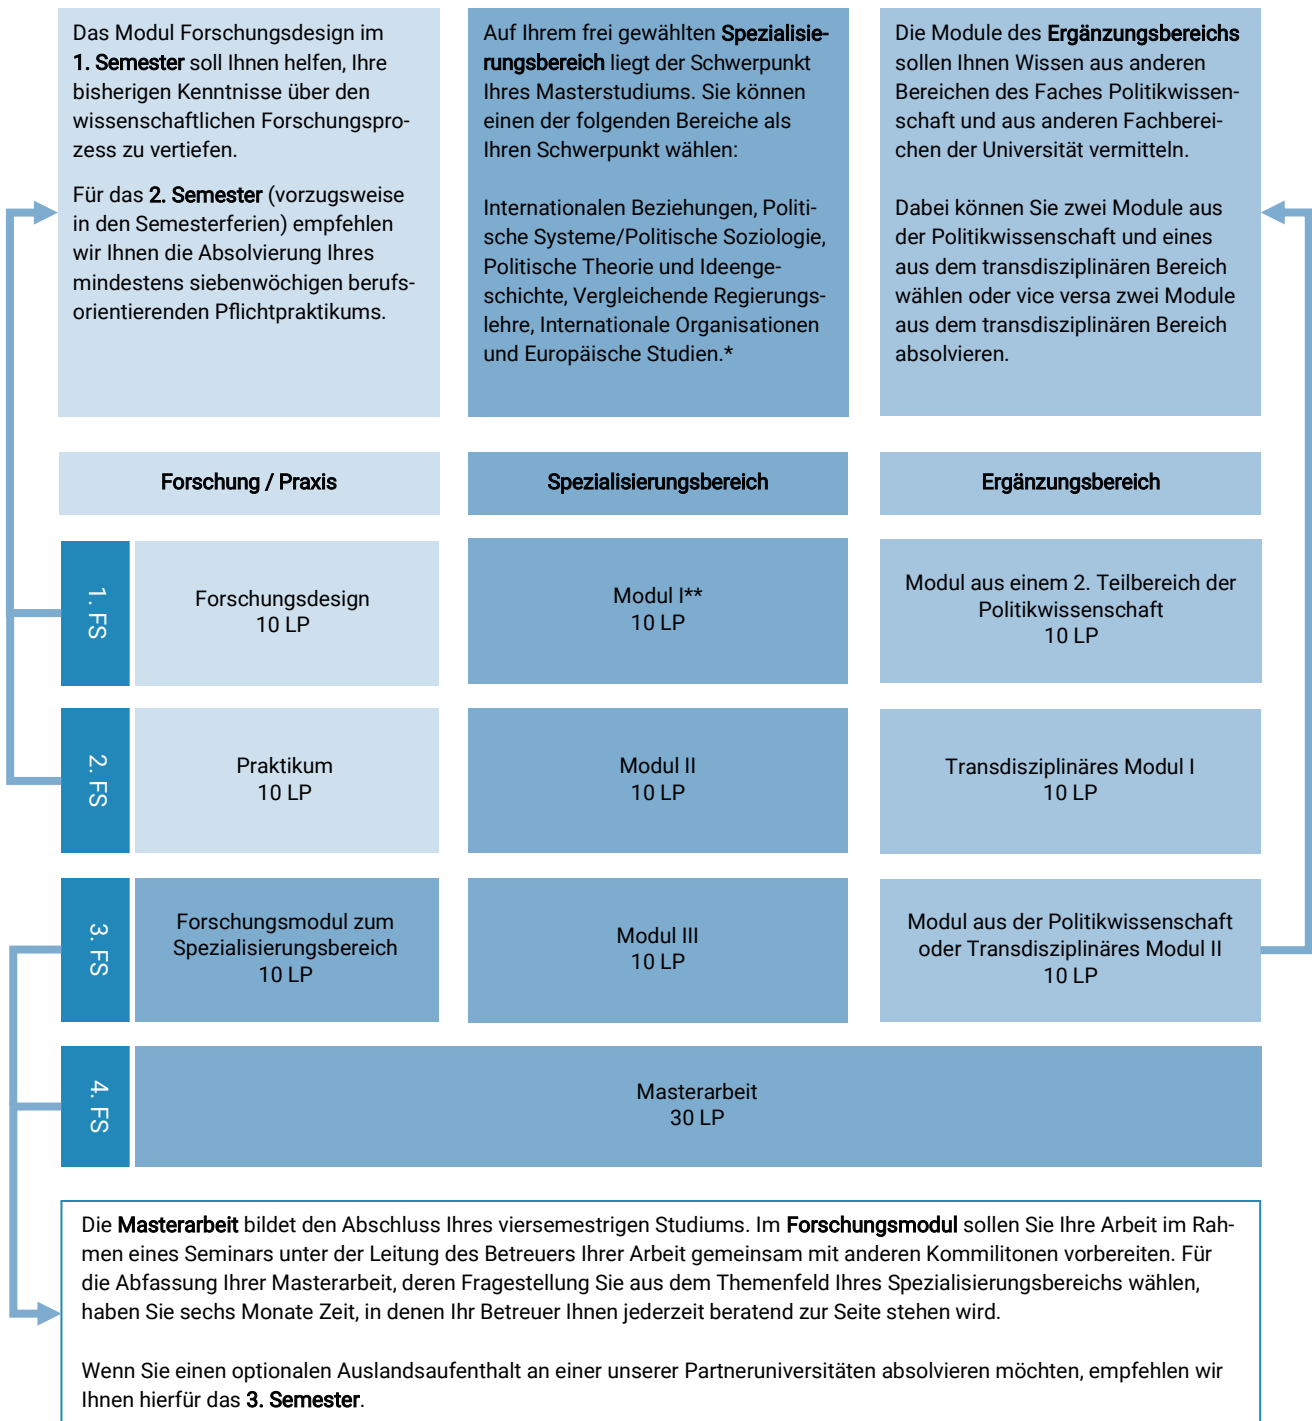 Das Modul Forschungsdesign im
1. Semester soll Ihnen helfen, Ihre
bisherigen Kenntnisse über den
wissenschaftlichen Forschungspro-
zess zu vertiefen.
Für das 2. Semester (vorzugsweise
in den Semesterferien) empfehlen
wir Ihnen die Absolvierung Ihres
mindestens siebenwöchigen berufs-
orientierenden Pflichtpraktikums.
Auf Ihrem frei gewählten Spezialisie-
rungsbereich liegt der Schwerpunkt
Ihres Masterstudiums. Sie können
einen der folgenden Bereiche als
Ihren Schwerpunkt wählen:
Internationalen Beziehungen, Politi-
sche Systeme/Politische Soziologie,
Politische Theorie und Ideenge-
schichte, Vergleichende Regierungs-
lehre, Internationale Organisationen
und Europäische Studien.*
Die Module des Ergänzungsbereichs
sollen Ihnen Wissen aus anderen
Bereichen des Faches Politikwissen-
schaft und aus anderen Fachberei-
chen der Universität vermitteln.
Dabei können Sie zwei Module aus
der Politikwissenschaft und eines
aus dem transdisziplinären Bereich
wählen oder vice versa zwei Module
aus dem transdisziplinären Bereich
absolvieren.
Forschung / Praxis
Spezialisierungsbereich
Ergänzungsbereich
1. FS
Forschungsdesign
10 LP
Modul I**
10 LP
Modul aus einem 2. Teilbereich der
Politikwissenschaft
10 LP
2. FS
Praktikum
10 LP
Modul II
10 LP
Transdisziplinäres Modul I
10 LP
3. FS
Forschungsmodul zum
Spezialisierungsbereich
10 LP
Modul III
10 LP
Modul aus der Politikwissenschaft
oder Transdisziplinäres Modul II
10 LP
4. FS
Masterarbeit
30 LP
Die Masterarbeit bildet den Abschluss Ihres viersemestrigen Studiums. Im Forschungsmodul sollen Sie Ihre Arbeit im Rah-
men eines Seminars unter der Leitung des Betreuers Ihrer Arbeit gemeinsam mit anderen Kommilitonen vorbereiten. Für
die Abfassung Ihrer Masterarbeit, deren Fragestellung Sie aus dem Themenfeld Ihres Spezialisierungsbereichs wählen,
haben Sie sechs Monate Zeit, in denen Ihr Betreuer Ihnen jederzeit beratend zur Seite stehen wird.
Wenn Sie einen optionalen Auslandsaufenthalt an einer unserer Partneruniversitäten absolvieren möchten, empfehlen wir
Ihnen hierfür das 3. Semester.